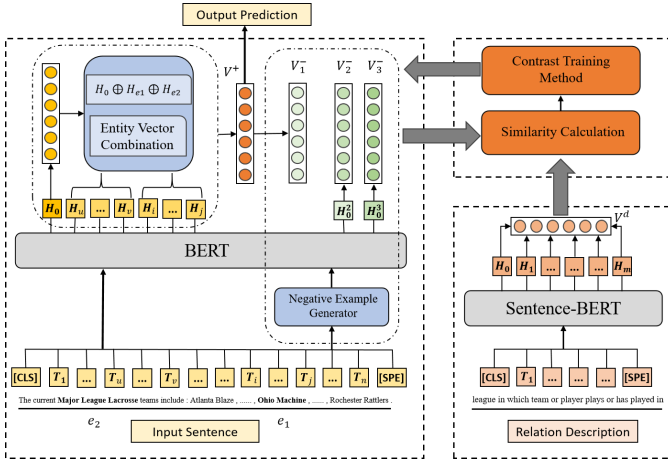 Output Prediction
V⁺
V₁⁻
V₂⁻
V₃⁻
H₀ ⊕ Hₑ₁ ⊕ Hₑ₂
Entity Vector
Combination
H₀ Hᵤ ... Hᵥ Hᵢ ... Hⱼ
H₀² H₀³
BERT
Negative Example
Generator
[CLS] T₁ ... Tᵤ ... Tᵥ ... Tᵢ ... Tⱼ ... Tₙ [SPE]
The current Major League Lacrosse teams include : Atlanta Blaze , ...... , Ohio Machine , ...... , Rochester Rattlers .
e₂ e₁
Input Sentence
Contrast Training
Method
Similarity Calculation
Vᵈ
H₀ H₁ ... ... ... Hₘ
Sentence-BERT
[CLS] T₁ ... ... ... [SPE]
league in which team or player plays or has played in
Relation Description